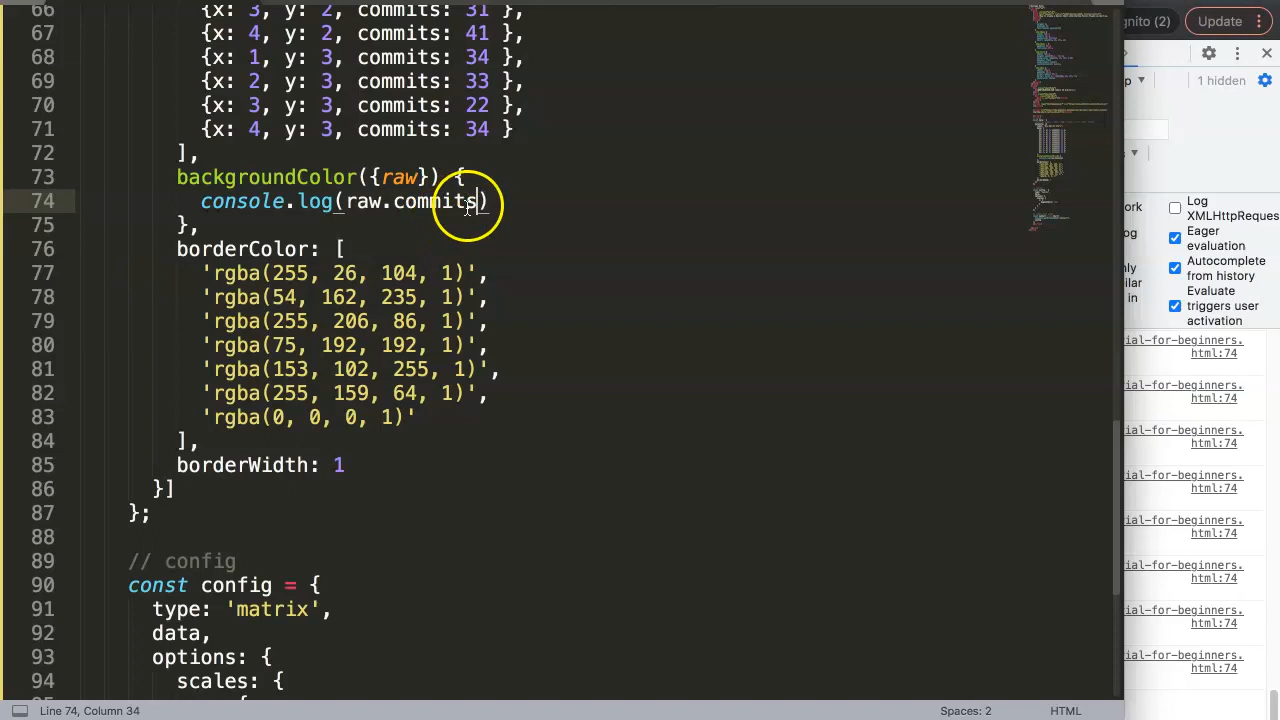 66 {x: 3, y: 2, commits: 31 },
67 {x: 4, y: 2, commits: 41 },
68 {x: 1, y: 3, commits: 34 },
69 {x: 2, y: 3, commits: 33 },
70 {x: 3, y: 3, commits: 22 },
71 {x: 4, y: 3, commits: 34 }
72 ],
73 backgroundColor({raw}) {
74 console.log(raw.commits)
75 },
76 borderColor: [
77 'rgba(255, 26, 104, 1)',
78 'rgba(54, 162, 235, 1)',
79 'rgba(255, 206, 86, 1)',
80 'rgba(75, 192, 192, 1)',
81 'rgba(153, 102, 255, 1)',
82 'rgba(255, 159, 64, 1)',
83 'rgba(0, 0, 0, 1)'
84 ],
85 borderWidth: 1
86 }]
87 };
88
89 // config
90 const config = {
91 type: 'matrix',
92 data,
93 options: {
94 scales: {
Line 74, Column 34
Spaces: 2
HTML
gnito (2)
Update
p
1 hidden
ork
Log
XMLHttpReques
og
Eager
evaluation
nly
Autocomplete
from history
milar
in
Evaluate
triggers user
activation
ial-for-beginners.
html:74
ial-for-beginners.
html:74
ial-for-beginners.
html:74
ial-for-beginners.
html:74
ial-for-beginners.
html:74
ial-for-beginners.
html:74
ial-for-beginners.
html:74
ial-for-beginners.
html:74